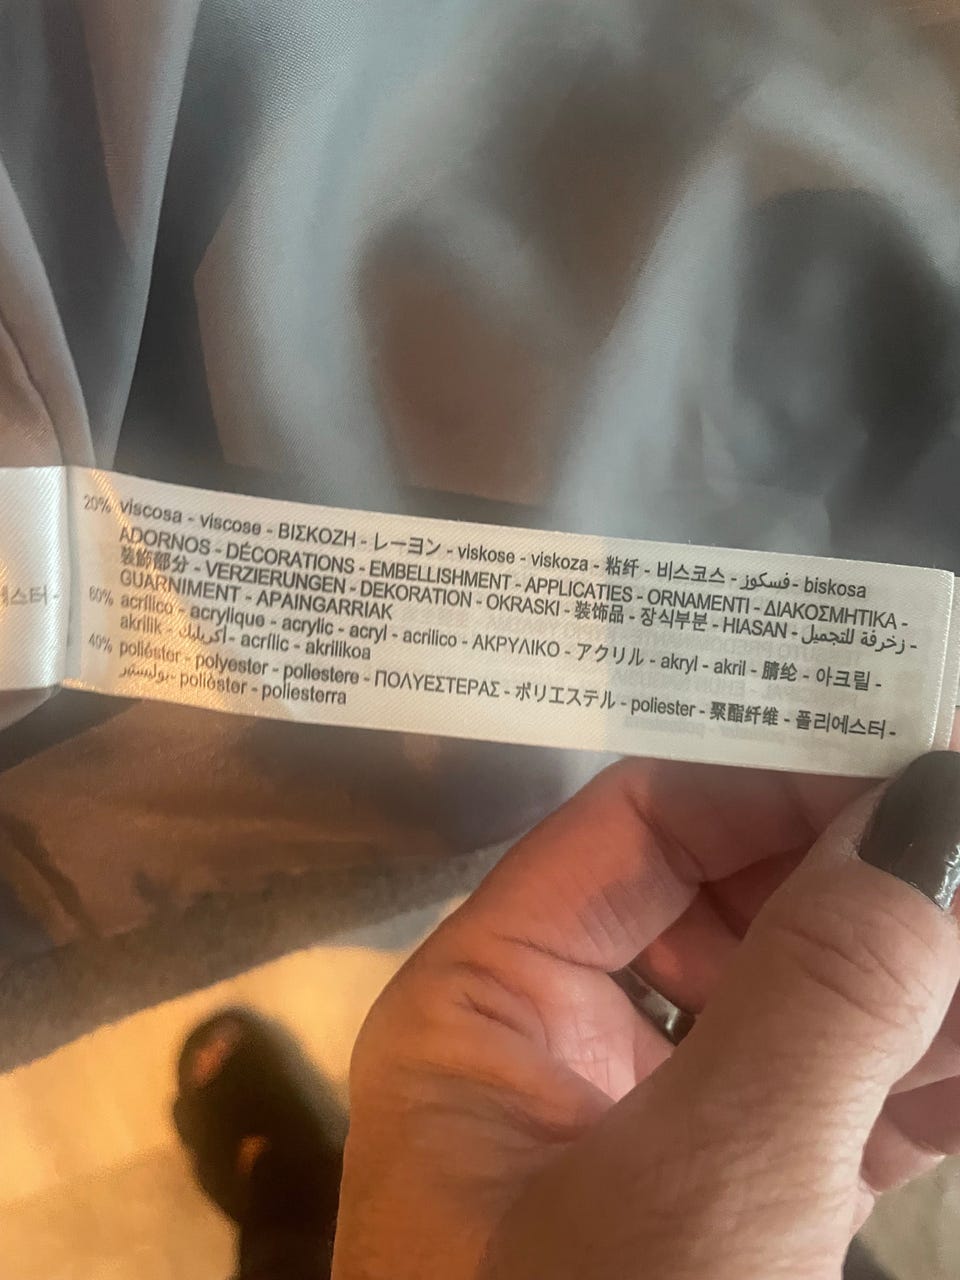 스터-
20% viscosa - viscose - ΒΙΣΚΟΖΗ - レーヨン - viskose - viskoza - 粘纤 - 비스코스 - فسكوز - biskosa
ADORNOS - DÉCORATIONS - EMBELLISHMENT - APPLICATIES - ORNAMENTI - ΔΙΑΚΟΣΜΗΤΙΚΑ -
装飾部分 - VERZIERUNGEN - DEKORATION - OKRASKI - 装饰品 - 장식부분 - HIASAN - زخرفة للتجميل -
GUARNIMENT - APAINGARRIAK
60% acrílico - acrylique - acrylic - acryl - acrilico - ΑΚΡΥΛΙΚΟ - アクリル - akryl - akril - 腈纶 - 아크릴 -
akrilik - أكريليك - acrílic - akrilikoa
40% poliéster - polyester - poliestere - ΠΟΛΥΕΣΤΕΡΑΣ - ポリエステル - poliester - 聚酯纤维 - 폴리에스터 -
بوليستير - polièster - poliesterra